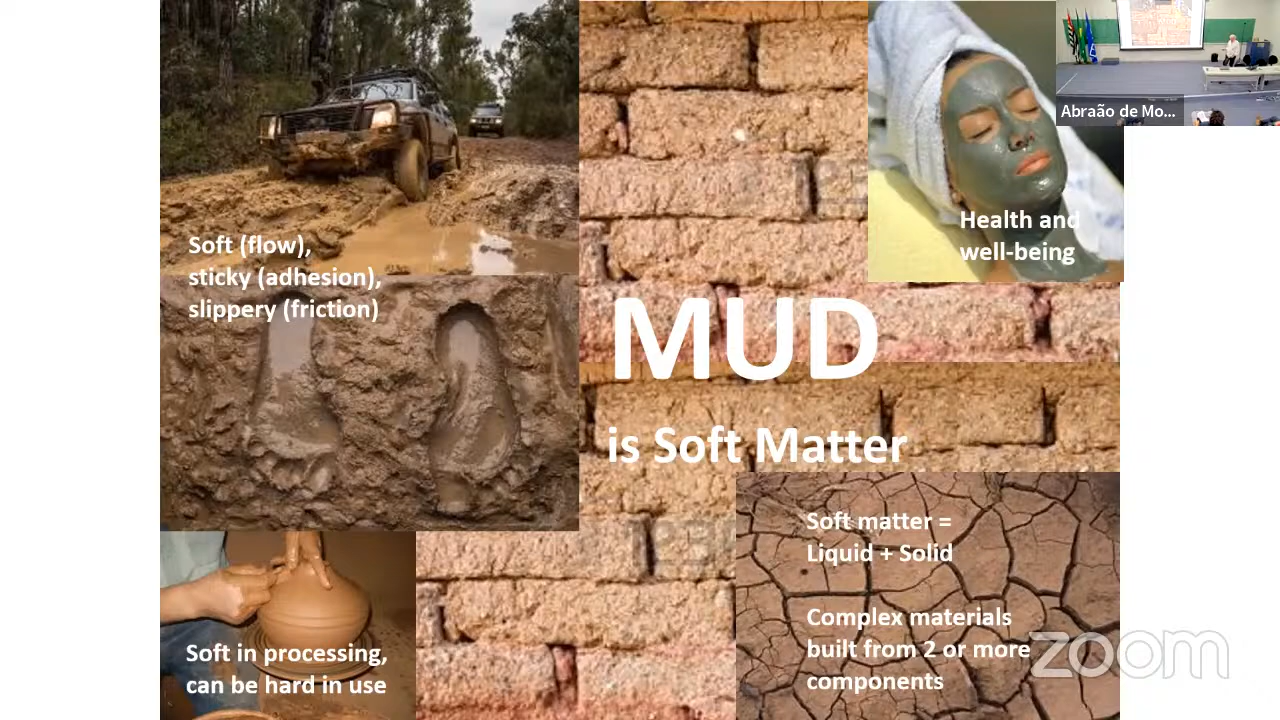 Soft (flow),
sticky (adhesion),
slippery (friction)
Health and
well-being
Abraão de Mo...
MUD
is Soft Matter
Soft matter =
Liquid + Solid
Complex materials
built from 2 or more
components
Soft in processing,
can be hard in use
zoom